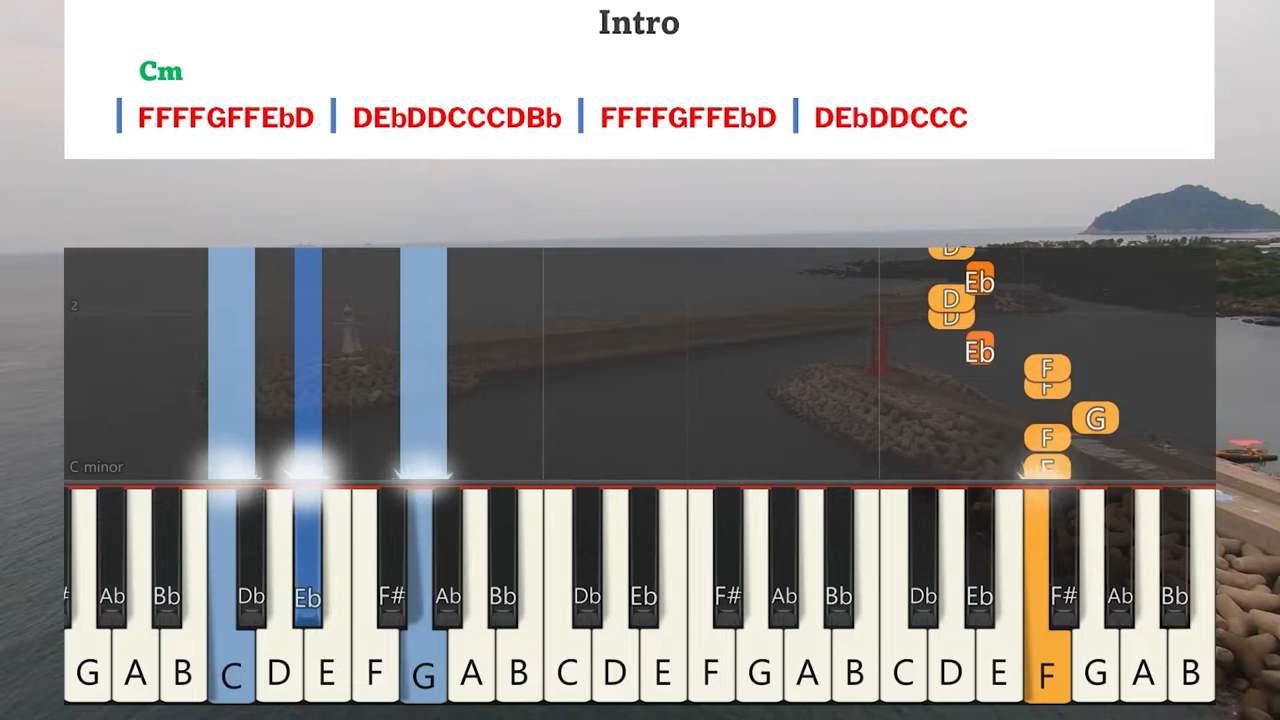 Intro
Cm
| FFFFGFFEbD | DEbDDCCCDBb | FFFFGFFEbD | DEbDDCCC
D
Eb
2
D
D
Eb
F
F
G
F
C minor
F
Ab Bb Db Eb F# Ab Bb Db Eb F# Ab Bb Db Eb F# Ab Bb
G A B C D E F G A B C D E F G A B C D E F G A B